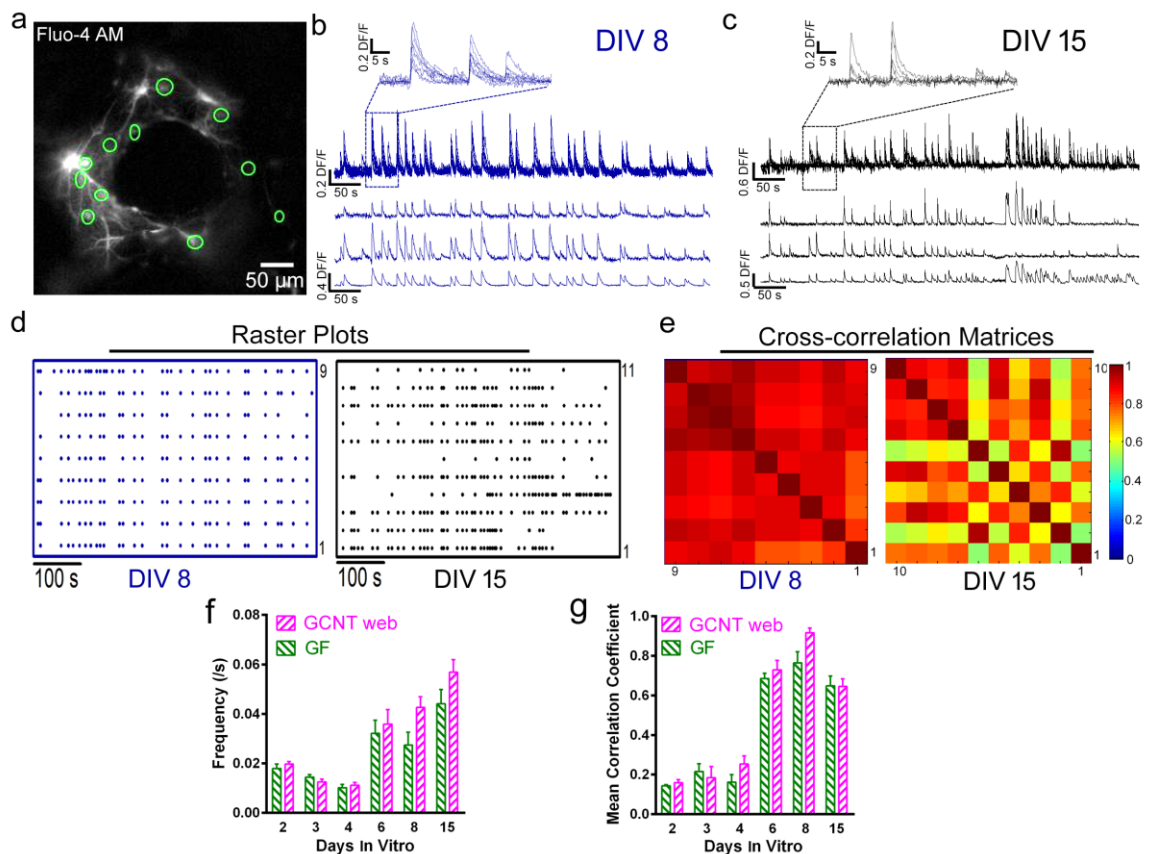 a
Fluo-4 AM
50 µm
b
0.2 DF/F
5 s
DIV 8
0.2 DF/F
50 s
0.4 DF/F
50 s
c
0.2 DF/F
5 s
DIV 15
0.6 DF/F
50 s
0.5 DF/F
50 s
d
Raster Plots
9
1
100 s
DIV 8
11
1
100 s
DIV 15
e
Cross-correlation Matrices
9
1
9
1
DIV 8
10
1
10
1
DIV 15
1
0.8
0.6
0.4
0.2
0
f
GCNT web
GF
Frequency (/s)
0.08
0.06
0.04
0.02
0.00
2 3 4 6 8 15
Days In Vitro
g
GCNT web
GF
Mean Correlation Coefficient
1.0
0.8
0.6
0.4
0.2
0.0
2 3 4 6 8 15
Days In Vitro